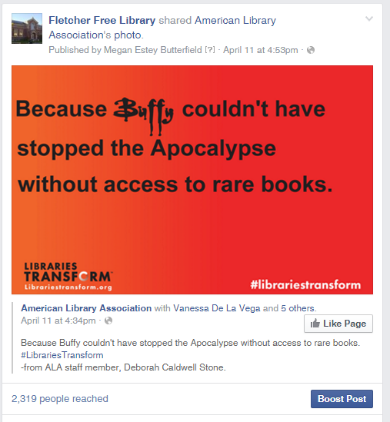 Fletcher Free Library shared American Library
Association's photo.
Published by Megan Estey Butterfield [?] · April 11 at 4:53pm ·
Because Buffy couldn't have
stopped the Apocalypse
without access to rare books.
LIBRARIES
TRANSFORM™
Librariestransform.org
#librariestransform
American Library Association with Vanessa De La Vega and 5 others.
April 11 at 4:34pm ·
Like Page
Because Buffy couldn't have stopped the Apocalypse without access to rare books.
#LibrariesTransform
-from ALA staff member, Deborah Caldwell Stone.
2,319 people reached
Boost Post